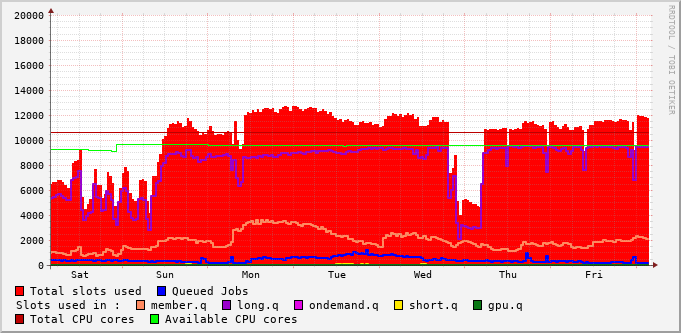 RRDTOOL / TOBI OETIKER
20000
18000
16000
14000
12000
10000
8000
6000
4000
2000
0
Sat Sun Mon Tue Wed Thu Fri
Total slots used Queued Jobs
Slots used in : member.q long.q ondemand.q short.q gpu.q
Total CPU cores Available CPU cores